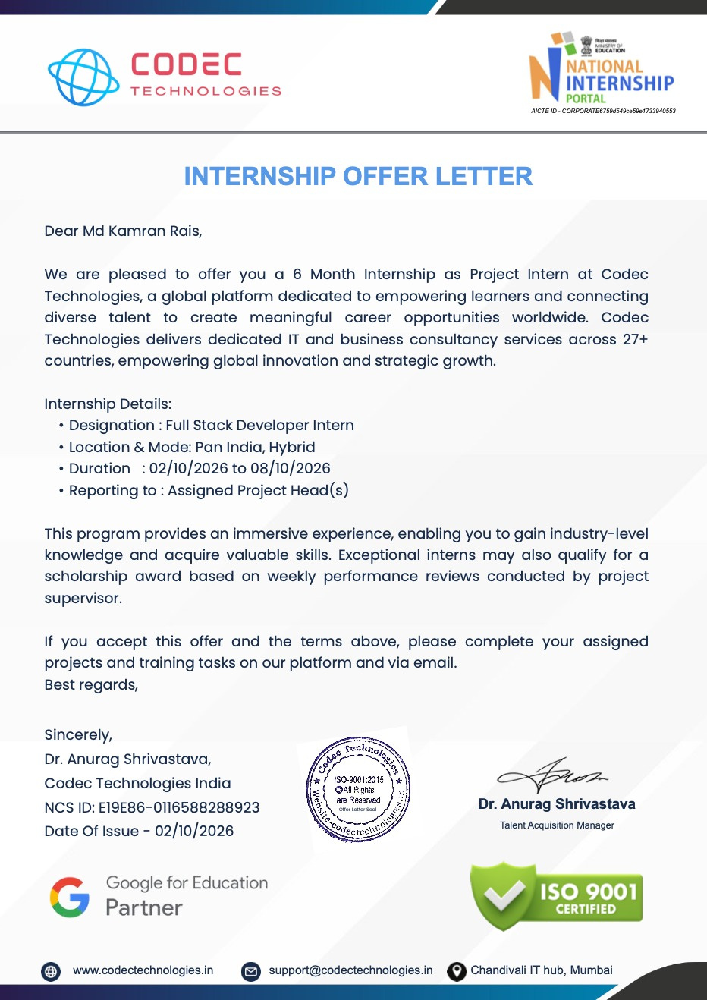 CODEC
TECHNOLOGIES
शिक्षा मंत्रालय
MINISTRY OF
EDUCATION
NATIONAL
INTERNSHIP
PORTAL
AICTE ID - CORPORATE6759d549ce59e1733940553
INTERNSHIP OFFER LETTER
Dear Md Kamran Rais,
We are pleased to offer you a 6 Month Internship as Project Intern at Codec
Technologies, a global platform dedicated to empowering learners and connecting
diverse talent to create meaningful career opportunities worldwide. Codec
Technologies delivers dedicated IT and business consultancy services across 27+
countries, empowering global innovation and strategic growth.
Internship Details:
• Designation : Full Stack Developer Intern
• Location & Mode: Pan India, Hybrid
• Duration : 02/10/2026 to 08/10/2026
• Reporting to : Assigned Project Head(s)
This program provides an immersive experience, enabling you to gain industry-level
knowledge and acquire valuable skills. Exceptional interns may also qualify for a
scholarship award based on weekly performance reviews conducted by project
supervisor.
If you accept this offer and the terms above, please complete your assigned
projects and training tasks on our platform and via email.
Best regards,
Sincerely,
Dr. Anurag Shrivastava,
Codec Technologies India
NCS ID: E19E86-0116588288923
Date Of Issue - 02/10/2026
Codec Technologies
ISO-9001:2015
©All Rights
are Reserved
Offer Letter Seal
Website-codectechnologies.in
Dr. Anurag Shrivastava
Talent Acquisition Manager
Google for Education
Partner
ISO 9001
CERTIFIED
www.codectechnologies.in
support@codectechnologies.in
Chandivali IT hub, Mumbai